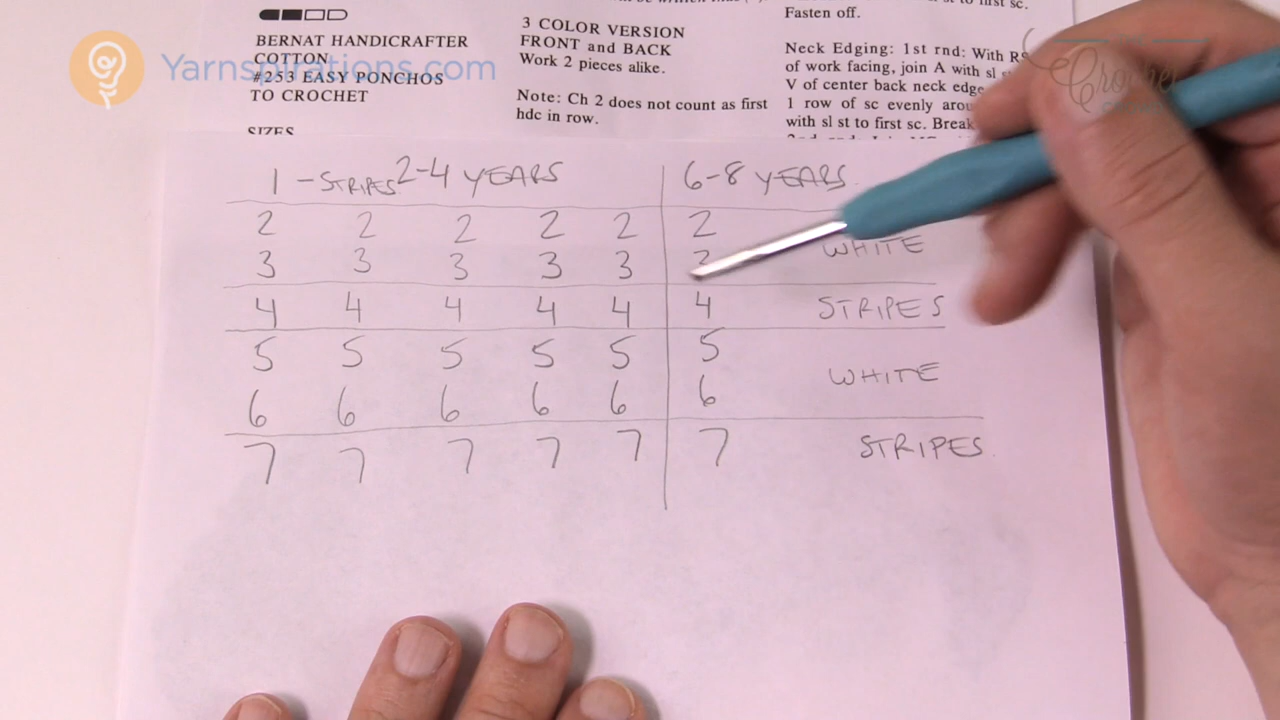 Yarnspirations.com
BERNAT HANDICRAFTER
COTTON
#253 EASY PONCHOS
TO CROCHET
SIZES
3 COLOR VERSION
FRONT and BACK
Work 2 pieces alike.
Note: Ch 2 does not count as first
hdc in row.
to first sc.
Fasten off.
Neck Edging: 1st rnd: With RS
of work facing, join A with sl
V of center back neck edge
1 row of sc evenly
with sl st to first sc. Break
Crochet
1 - STRIPES 2-4 YEARS 6-8 YEARS
2 2 2 2 2 2
3 3 3 3 3 3 WHITE
4 4 4 4 4 4 STRIPES
5 5 5 5 5 5
6 6 6 6 6 6 WHITE
7 7 7 7 7 7 STRIPES